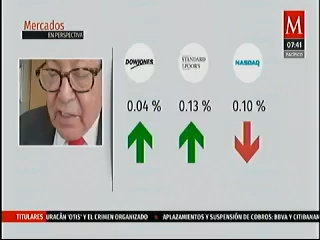 Mercados
EN PERSPECTIVA
M
07:41
PACIFICO
DOWJONES
STANDARD
&POOR'S
NASDAQ
0.04 %
0.13 %
0.10 %
TITULARES
URACÁN 'OTIS' Y EL CRIMEN ORGANIZADO
APLAZAMIENTOS Y SUSPENSIÓN DE COBROS: BBVA Y CITIBANA